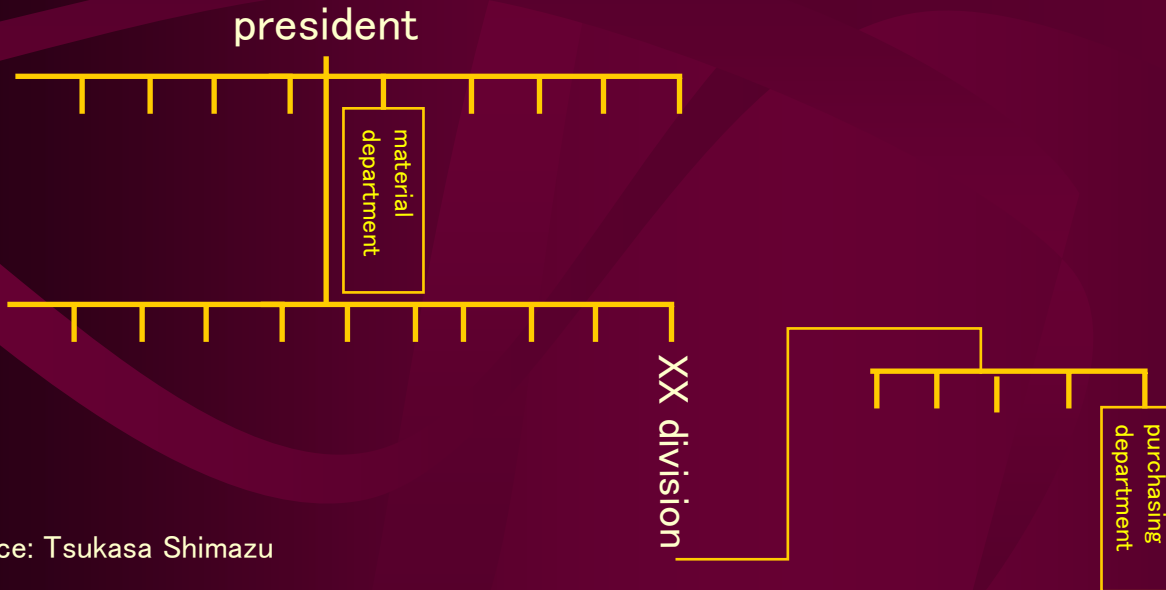 president
material
department
XX division
purchasing
department
ce: Tsukasa Shimazu